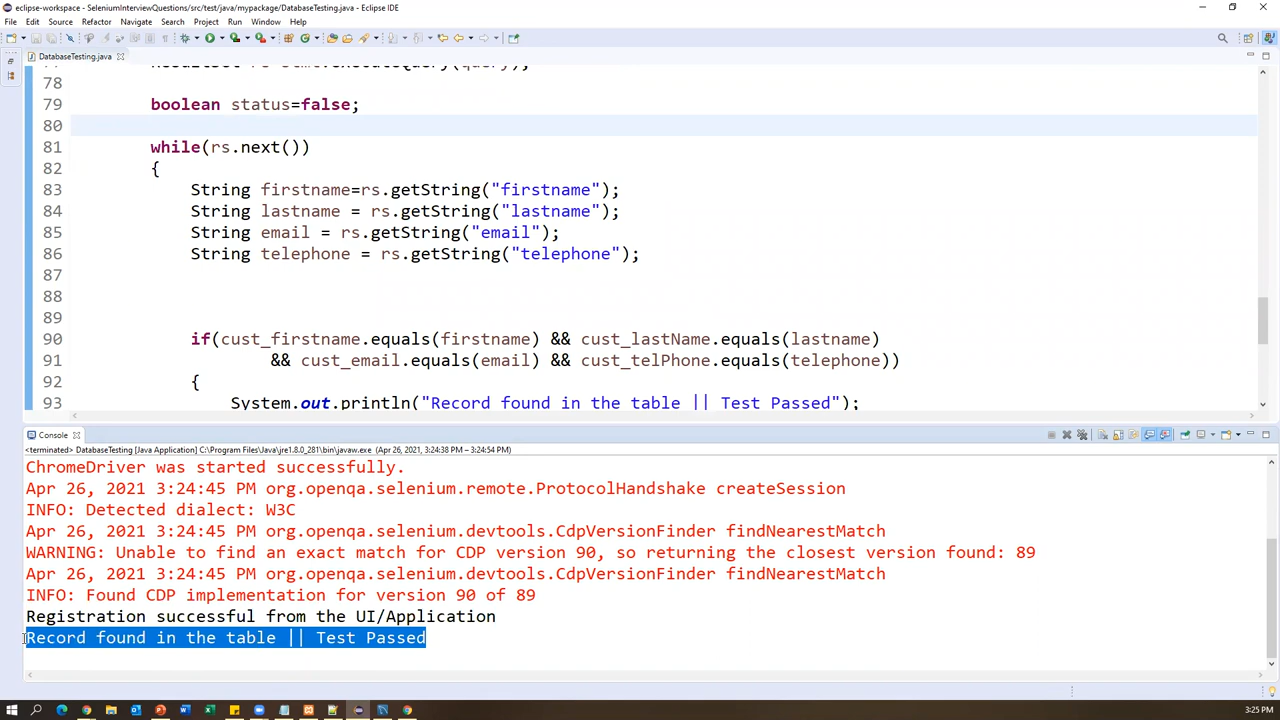 eclipse-workspace - SeleniumInterviewQuestions/src/test/java/mypackage/DatabaseTesting.java - Eclipse IDE
File Edit Source Refactor Navigate Search Project Run Window Help
DatabaseTesting.java
78
79 boolean status=false;
80
81 while(rs.next())
82 {
83 String firstname=rs.getString("firstname");
84 String lastname = rs.getString("lastname");
85 String email = rs.getString("email");
86 String telephone = rs.getString("telephone");
87
88
89
90 if(cust_firstname.equals(firstname) && cust_lastName.equals(lastname)
91 && cust_email.equals(email) && cust_telPhone.equals(telephone))
92 {
93 System.out.println("Record found in the table || Test Passed");
Console
<terminated> DatabaseTesting [Java Application] C:\Program Files\Java\jre1.8.0_281\bin\javaw.exe (Apr 26, 2021 3:24:38 PM – 3:24:54 PM)
ChromeDriver was started successfully.
Apr 26, 2021 3:24:45 PM org.openqa.selenium.remote.ProtocolHandshake createSession
INFO: Detected dialect: W3C
Apr 26, 2021 3:24:45 PM org.openqa.selenium.devtools.CdpVersionFinder findNearestMatch
WARNING: Unable to find an exact match for CDP version 90, so returning the closest version found: 89
Apr 26, 2021 3:24:45 PM org.openqa.selenium.devtools.CdpVersionFinder findNearestMatch
INFO: Found CDP implementation for version 90 of 89
Registration successful from the UI/Application
Record found in the table || Test Passed
3:25 PM